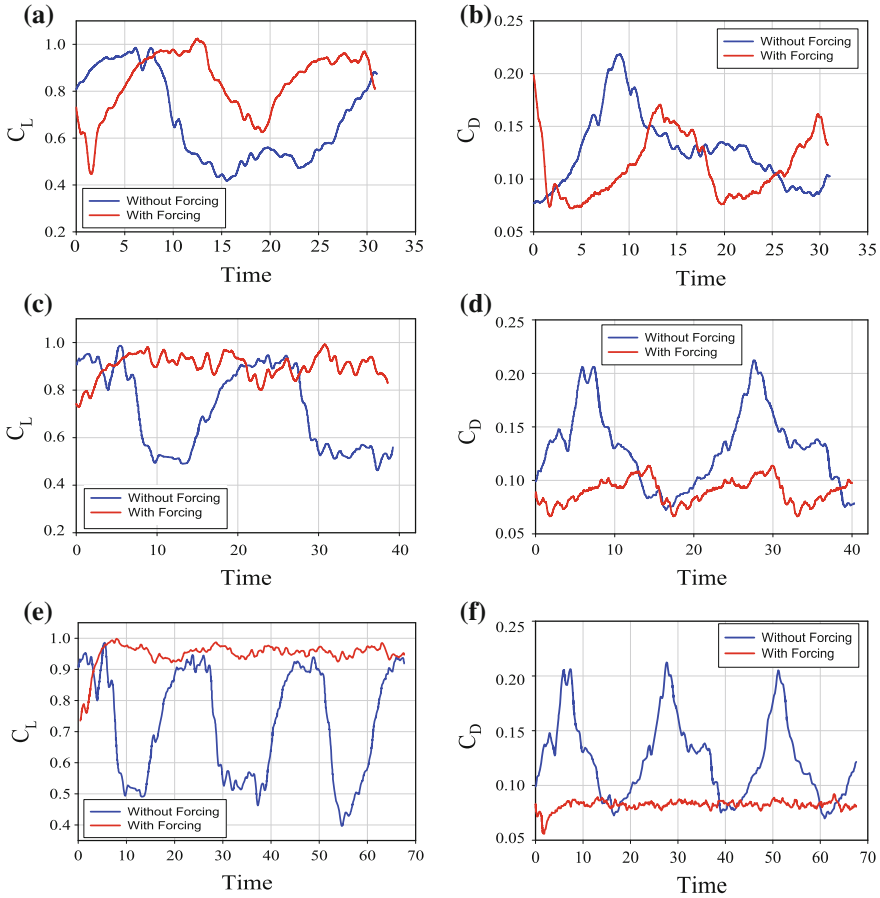 (a)
1.0
0.8
0.6
0.4
0.2
C_L
0 5 10 15 20 25 30 35
Time
Without Forcing
With Forcing
(b)
0.25
0.20
0.15
0.10
0.05
C_D
0 5 10 15 20 25 30 35
Time
Without Forcing
With Forcing
(c)
1.0
0.8
0.6
0.4
0.2
C_L
0 10 20 30 40
Time
Without Forcing
With Forcing
(d)
0.25
0.20
0.15
0.10
0.05
C_D
0 10 20 30 40
Time
Without Forcing
With Forcing
(e)
1.0
0.9
0.8
0.7
0.6
0.5
0.4
C_L
0 10 20 30 40 50 60 70
Time
Without Forcing
With Forcing
(f)
0.25
0.20
0.15
0.10
0.05
C_D
0 10 20 30 40 50 60 70
Time
Without Forcing
With Forcing